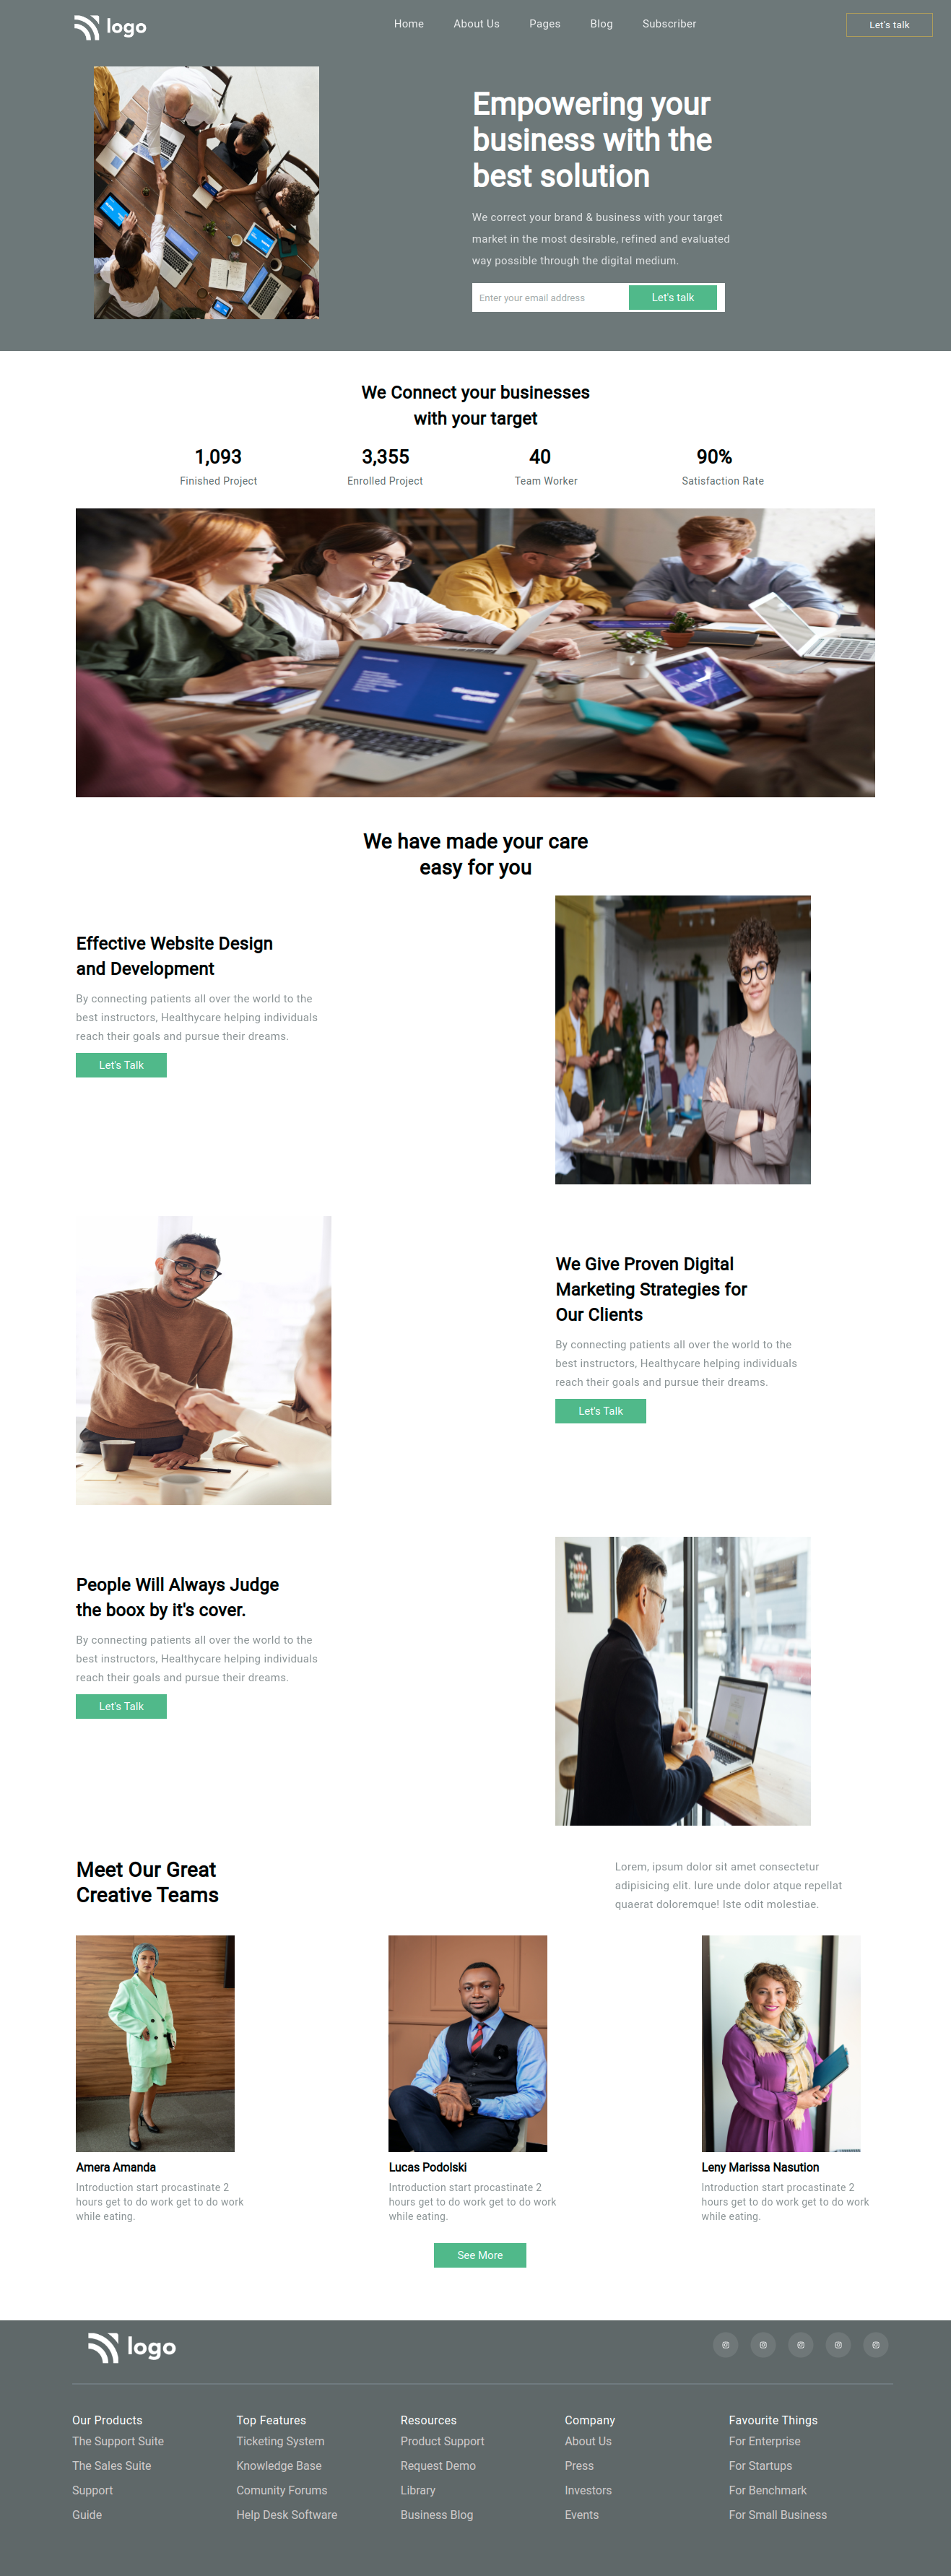 logo
Home About Us Pages Blog Subscriber
Let's talk
Empowering your
business with the
best solution
We correct your brand & business with your target
market in the most desirable, refined and evaluated
way possible through the digital medium.
Enter your email address
Let's talk
We Connect your businesses
with your target
1,093 3,355 40 90%
Finished Project Enrolled Project Team Worker Satisfaction Rate
We have made your care
easy for you
Effective Website Design
and Development
By connecting patients all over the world to the
best instructors, Healthycare helping individuals
reach their goals and pursue their dreams.
Let's Talk
We Give Proven Digital
Marketing Strategies for
Our Clients
By connecting patients all over the world to the
best instructors, Healthycare helping individuals
reach their goals and pursue their dreams.
Let's Talk
People Will Always Judge
the boox by it's cover.
By connecting patients all over the world to the
best instructors, Healthycare helping individuals
reach their goals and pursue their dreams.
Let's Talk
Meet Our Great
Creative Teams
Lorem, ipsum dolor sit amet consectetur
adipisicing elit. Iure unde dolor atque repellat
quaerat doloremque! Iste odit molestiae.
Amera Amanda
Introduction start procastinate 2
hours get to do work get to do work
while eating.
Lucas Podolski
Introduction start procastinate 2
hours get to do work get to do work
while eating.
Leny Marissa Nasution
Introduction start procastinate 2
hours get to do work get to do work
while eating.
See More
logo
Our Products
The Support Suite
The Sales Suite
Support
Guide
Top Features
Ticketing System
Knowledge Base
Comunity Forums
Help Desk Software
Resources
Product Support
Request Demo
Library
Business Blog
Company
About Us
Press
Investors
Events
Favourite Things
For Enterprise
For Startups
For Benchmark
For Small Business